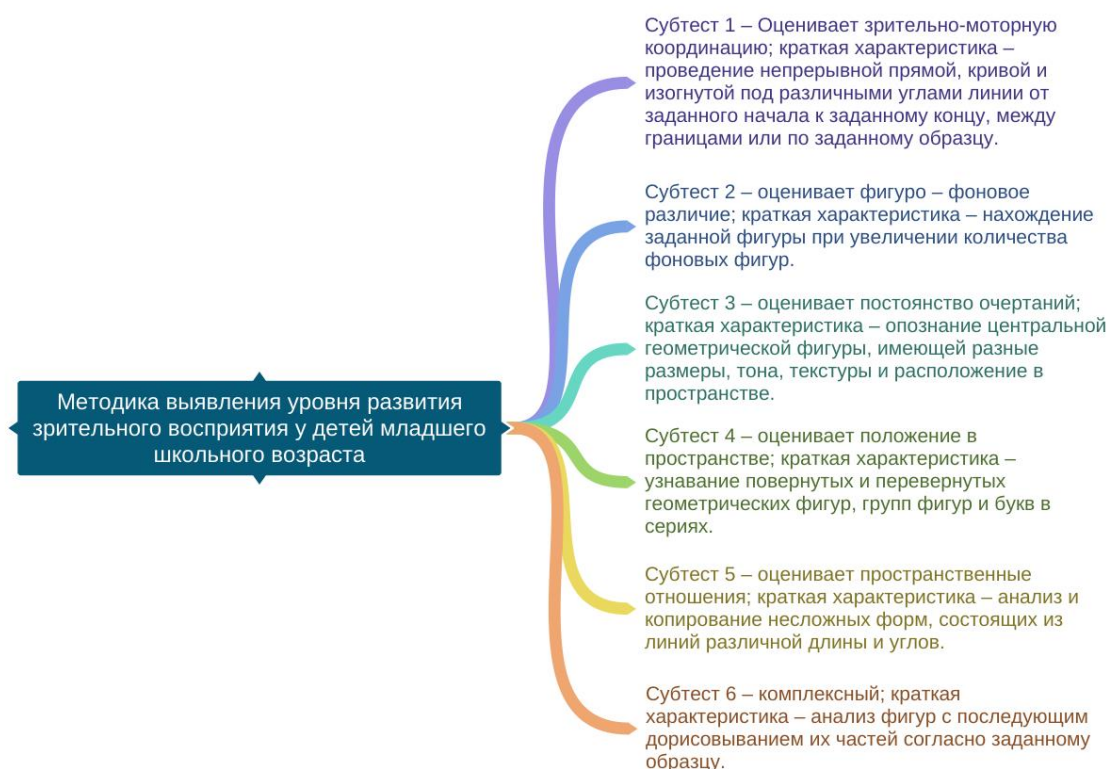 Субтест 1 – Оценивает зрительно-моторную
координацию; краткая характеристика –
проведение непрерывной прямой, кривой и
изогнутой под различными углами линии от
заданного начала к заданному концу, между
границами или по заданному образцу.
Субтест 2 – оценивает фигуро – фоновое
различие; краткая характеристика – нахождение
заданной фигуры при увеличении количества
фоновых фигур.
Субтест 3 – оценивает постоянство очертаний;
краткая характеристика – опознание центральной
геометрической фигуры, имеющей разные
размеры, тона, текстуры и расположение в
пространстве.
Методика выявления уровня развития
зрительного восприятия у детей младшего
школьного возраста
Субтест 4 – оценивает положение в
пространстве; краткая характеристика –
узнавание повернутых и перевернутых
геометрических фигур, групп фигур и букв в
сериях.
Субтест 5 – оценивает пространственные
отношения; краткая характеристика – анализ и
копирование несложных форм, состоящих из
линий различной длины и углов.
Субтест 6 – комплексный; краткая
характеристика – анализ фигур с последующим
дорисовыванием их частей согласно заданному
образцу.